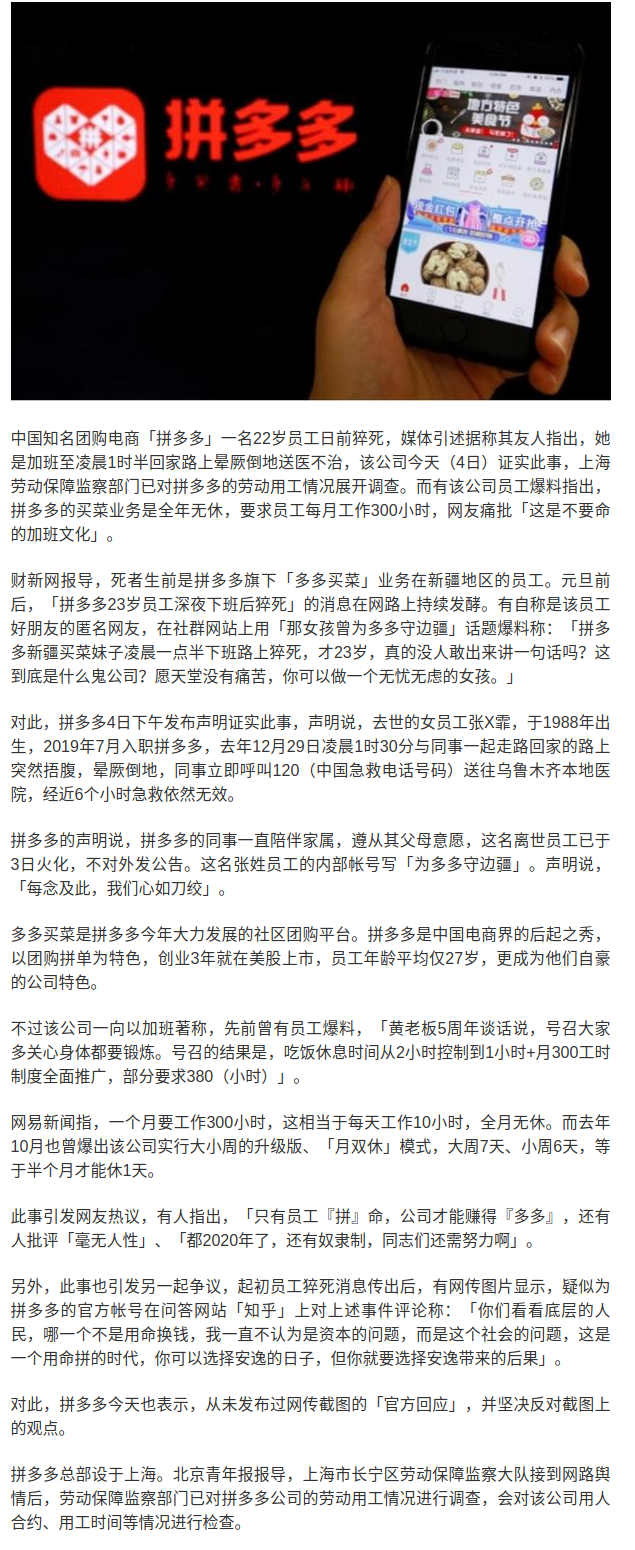 拼多多
拼
地方特色
美食节
现金红包 整点开抢
中国知名团购电商「拼多多」一名22岁员工日前猝死，媒体引述据称其友人指出，她
是加班至凌晨1时半回家路上晕厥倒地送医不治，该公司今天（4日）证实此事，上海
劳动保障监察部门已对拼多多的劳动用工情况展开调查。而有该公司员工爆料指出，
拼多多的买菜业务是全年无休，要求员工每月工作300小时，网友痛批「这是不要命
的加班文化」。
财新网报导，死者生前是拼多多旗下「多多买菜」业务在新疆地区的员工。元旦前
后，「拼多多23岁员工深夜下班后猝死」的消息在网路上持续发酵。有自称是该员工
好朋友的匿名网友，在社群网站上用「那女孩曾为多多守边疆」话题爆料称：「拼多
多新疆买菜妹子凌晨一点半下班路上猝死，才23岁，真的没人敢出来讲一句话吗？这
到底是什么鬼公司？愿天堂没有痛苦，你可以做一个无忧无虑的女孩。」
对此，拼多多4日下午发布声明证实此事，声明说，去世的女员工张X霏，于1988年出
生，2019年7月入职拼多多，去年12月29日凌晨1时30分与同事一起走路回家的路上
突然捂腹，晕厥倒地，同事立即呼叫120（中国急救电话号码）送往乌鲁木齐本地医
院，经近6个小时急救依然无效。
拼多多的声明说，拼多多的同事一直陪伴家属，遵从其父母意愿，这名离世员工已于
3日火化，不对外发公告。这名张姓员工的内部帐号写「为多多守边疆」。声明说，
「每念及此，我们心如刀绞」。
多多买菜是拼多多今年大力发展的社区团购平台。拼多多是中国电商界的后起之秀，
以团购拼单为特色，创业3年就在美股上市，员工年龄平均仅27岁，更成为他们自豪
的公司特色。
不过该公司一向以加班著称，先前曾有员工爆料，「黄老板5周年谈话说，号召大家
多关心身体都要锻炼。号召的结果是，吃饭休息时间从2小时控制到1小时+月300工时
制度全面推广，部分要求380（小时）」。
网易新闻指，一个月要工作300小时，这相当于每天工作10小时，全月无休。而去年
10月也曾爆出该公司实行大小周的升级版、「月双休」模式，大周7天、小周6天，等
于半个月才能休1天。
此事引发网友热议，有人指出，「只有员工『拼』命，公司才能赚得『多多』，还有
人批评「毫无人性」、「都2020年了，还有奴隶制，同志们还需努力啊」。
另外，此事也引发另一起争议，起初员工猝死消息传出后，有网传图片显示，疑似为
拼多多的官方帐号在问答网站「知乎」上对上述事件评论称：「你们看看底层的人
民，哪一个不是用命换钱，我一直不认为是资本的问题，而是这个社会的问题，这是
一个用命拼的时代，你可以选择安逸的日子，但你就要选择安逸带来的后果」。
对此，拼多多今天也表示，从未发布过网传截图的「官方回应」，并坚决反对截图上
的观点。
拼多多总部设于上海。北京青年报报导，上海市长宁区劳动保障监察大队接到网路舆
情后，劳动保障监察部门已对拼多多公司的劳动用工情况进行调查，会对该公司用人
合约、用工时间等情况进行检查。